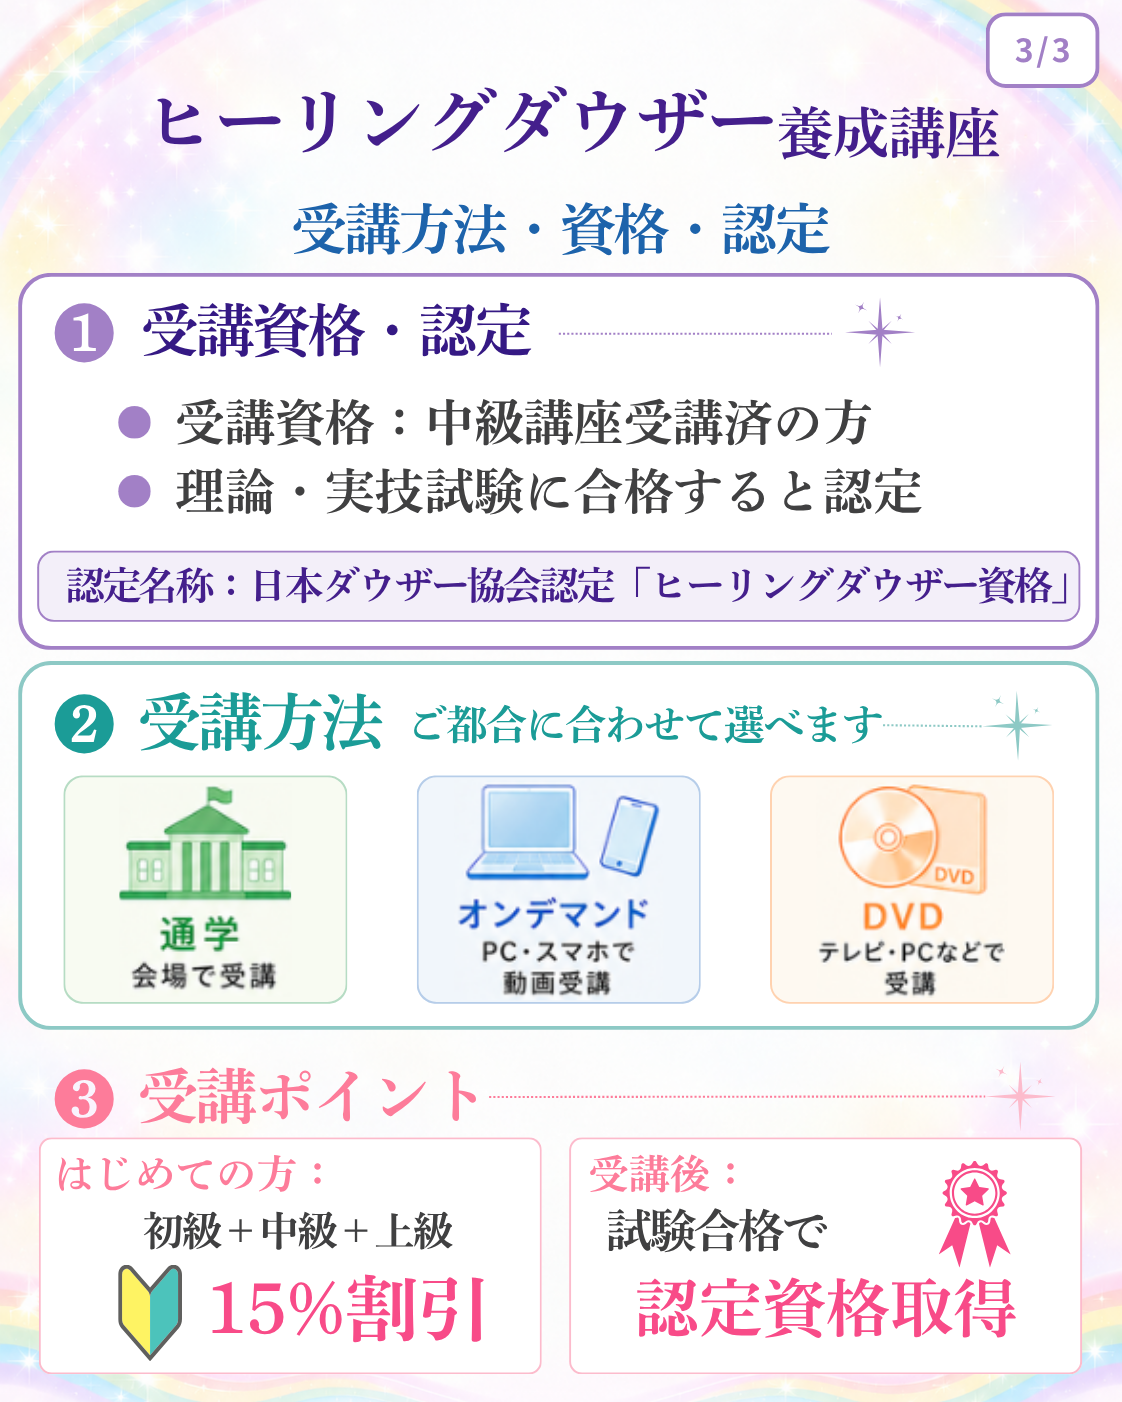 3/3
ヒーリングダウザー養成講座
受講方法・資格・認定
1 受講資格・認定
● 受講資格：中級講座受講済の方
● 理論・実技試験に合格すると認定
認定名称：日本ダウザー協会認定「ヒーリングダウザー資格」
2 受講方法 ご都合に合わせて選べます
通学
会場で受講
オンデマンド
PC・スマホで
動画受講
DVD
DVD
テレビ・PCなどで
受講
3 受講ポイント
はじめての方：
初級＋中級＋上級
15%割引
受講後：
試験合格で
認定資格取得